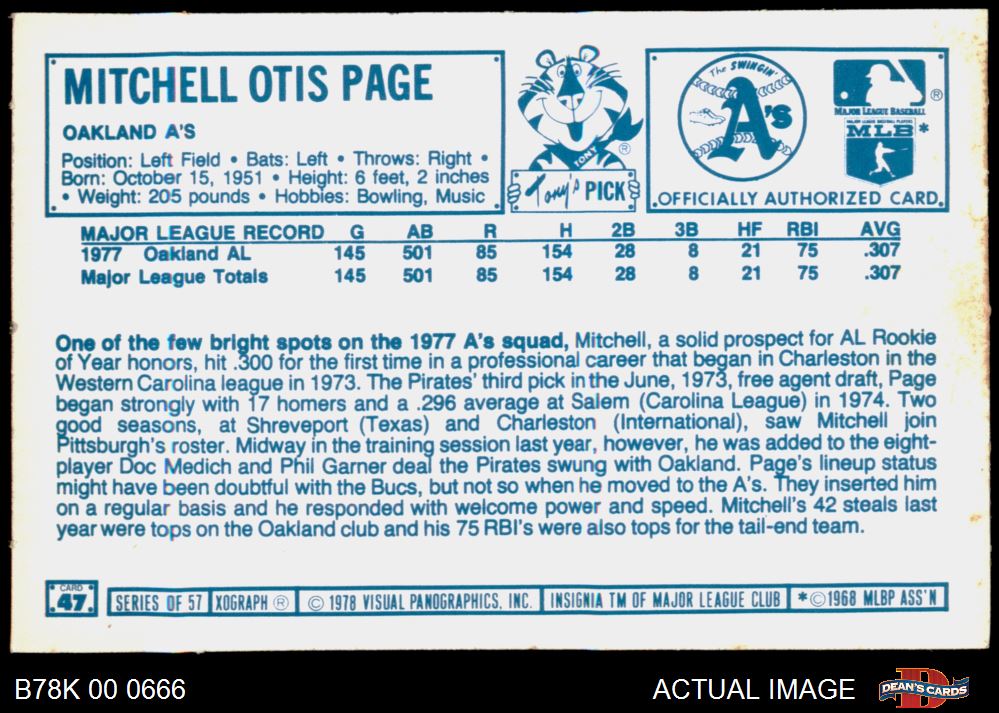 MITCHELL OTIS PAGE
OAKLAND A'S
Position: Left Field • Bats: Left • Throws: Right •
Born: October 15, 1951 • Height: 6 feet, 2 inches
• Weight: 205 pounds • Hobbies: Bowling, Music
TONY
®
Tony's PICK
The SWINGIN'
A's
®
MAJOR LEAGUE BASEBALL
MAJOR LEAGUE BASEBALL PLAYERS
MLB *
OFFICIALLY AUTHORIZED CARD
MAJOR LEAGUE RECORD G AB R H 2B 3B HF RBI AVG
1977 Oakland AL 145 501 85 154 28 8 21 75 .307
Major League Totals 145 501 85 154 28 8 21 75 .307
One of the few bright spots on the 1977 A's squad, Mitchell, a solid prospect for AL Rookie
of Year honors, hit .300 for the first time in a professional career that began in Charleston in the
Western Carolina league in 1973. The Pirates' third pick in the June, 1973, free agent draft, Page
began strongly with 17 homers and a .296 average at Salem (Carolina League) in 1974. Two
good seasons, at Shreveport (Texas) and Charleston (International), saw Mitchell join
Pittsburgh's roster. Midway in the training session last year, however, he was added to the eight-
player Doc Medich and Phil Garner deal the Pirates swung with Oakland. Page's lineup status
might have been doubtful with the Bucs, but not so when he moved to the A's. They inserted him
on a regular basis and he responded with welcome power and speed. Mitchell's 42 steals last
year were tops on the Oakland club and his 75 RBI's were also tops for the tail-end team.
CARD
47
SERIES OF 57 XOGRAPH ® © 1978 VISUAL PANOGRAPHICS, INC. INSIGNIA TM OF MAJOR LEAGUE CLUB *©1968 MLBP ASS'N
B78K 00 0666
ACTUAL IMAGE
D
DEAN'S CARDS